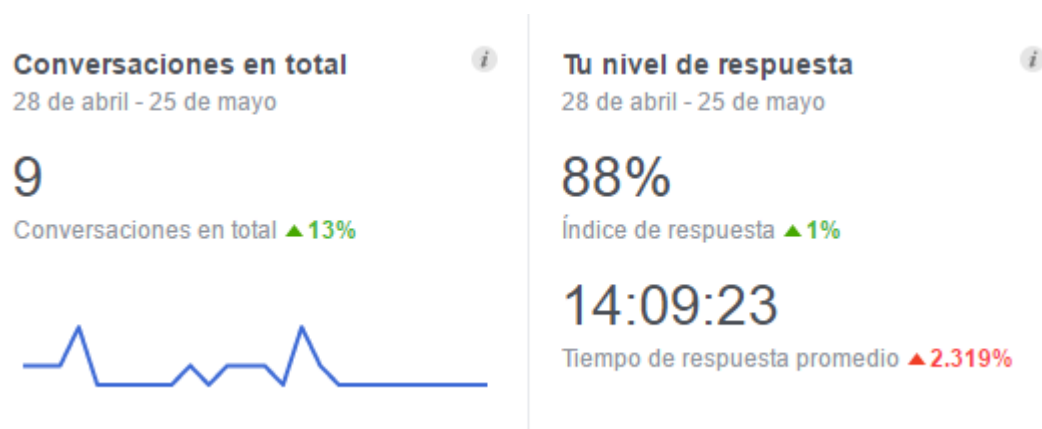 Conversaciones en total
28 de abril - 25 de mayo
9
Conversaciones en total ▲13%
Tu nivel de respuesta
28 de abril - 25 de mayo
88%
Índice de respuesta ▲1%
14:09:23
Tiempo de respuesta promedio ▲2.319%